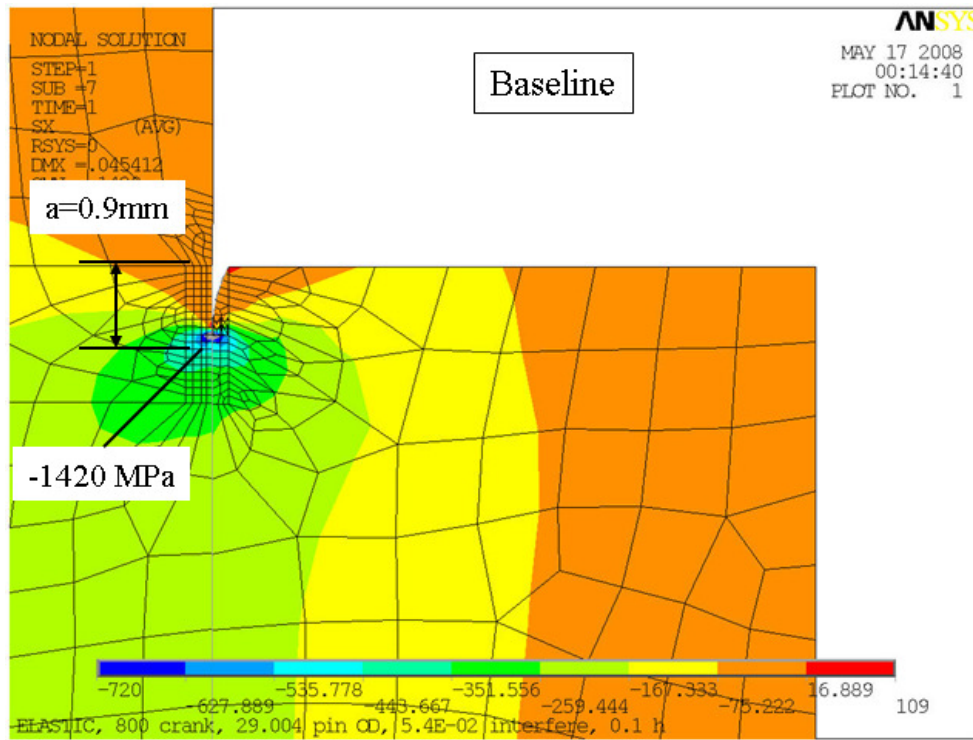 NODAL SOLUTION
STEP=1
SUB =7
TIME=1
SX (AVG)
RSYS=0
DMX =.045412
a=0.9mm
-1420 MPa
Baseline
ANSYS
MAY 17 2008
00:14:40
PLOT NO. 1
-720 -535.778 -351.556 -167.333 16.889
-627.889 -443.667 -259.444 -75.222 109
ELASTIC, 800 crank, 29.004 pin OD, 5.4E-02 interfere, 0.1 h